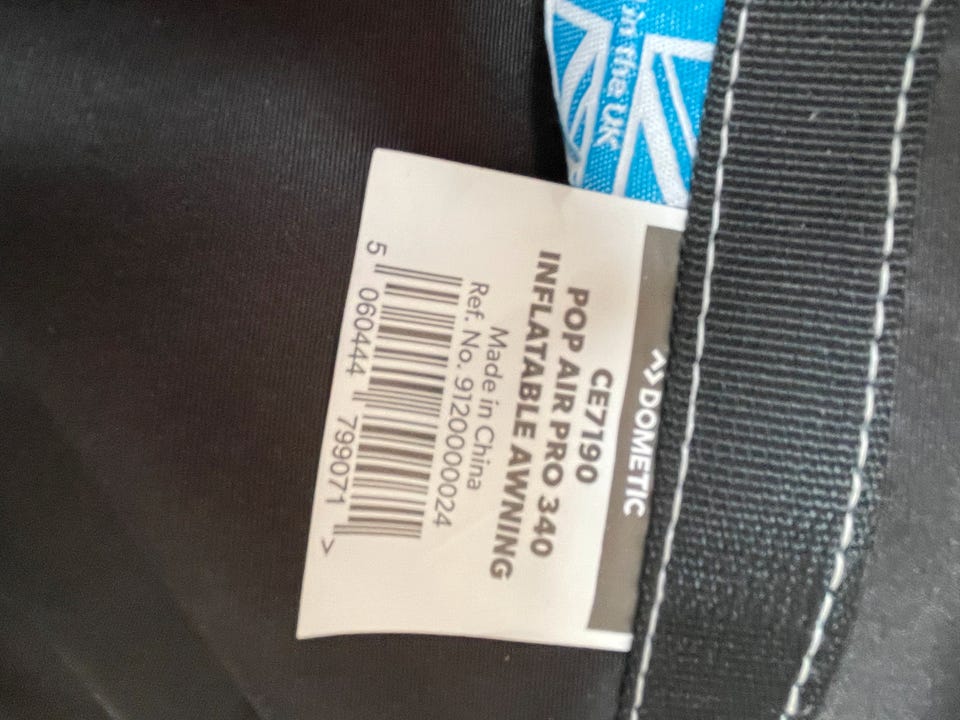 in the UK
DOMETIC
CE7190
POP AIR PRO 340
INFLATABLE AWNING
Made in China
Ref. No. 9120000024
5 060444 799071 >